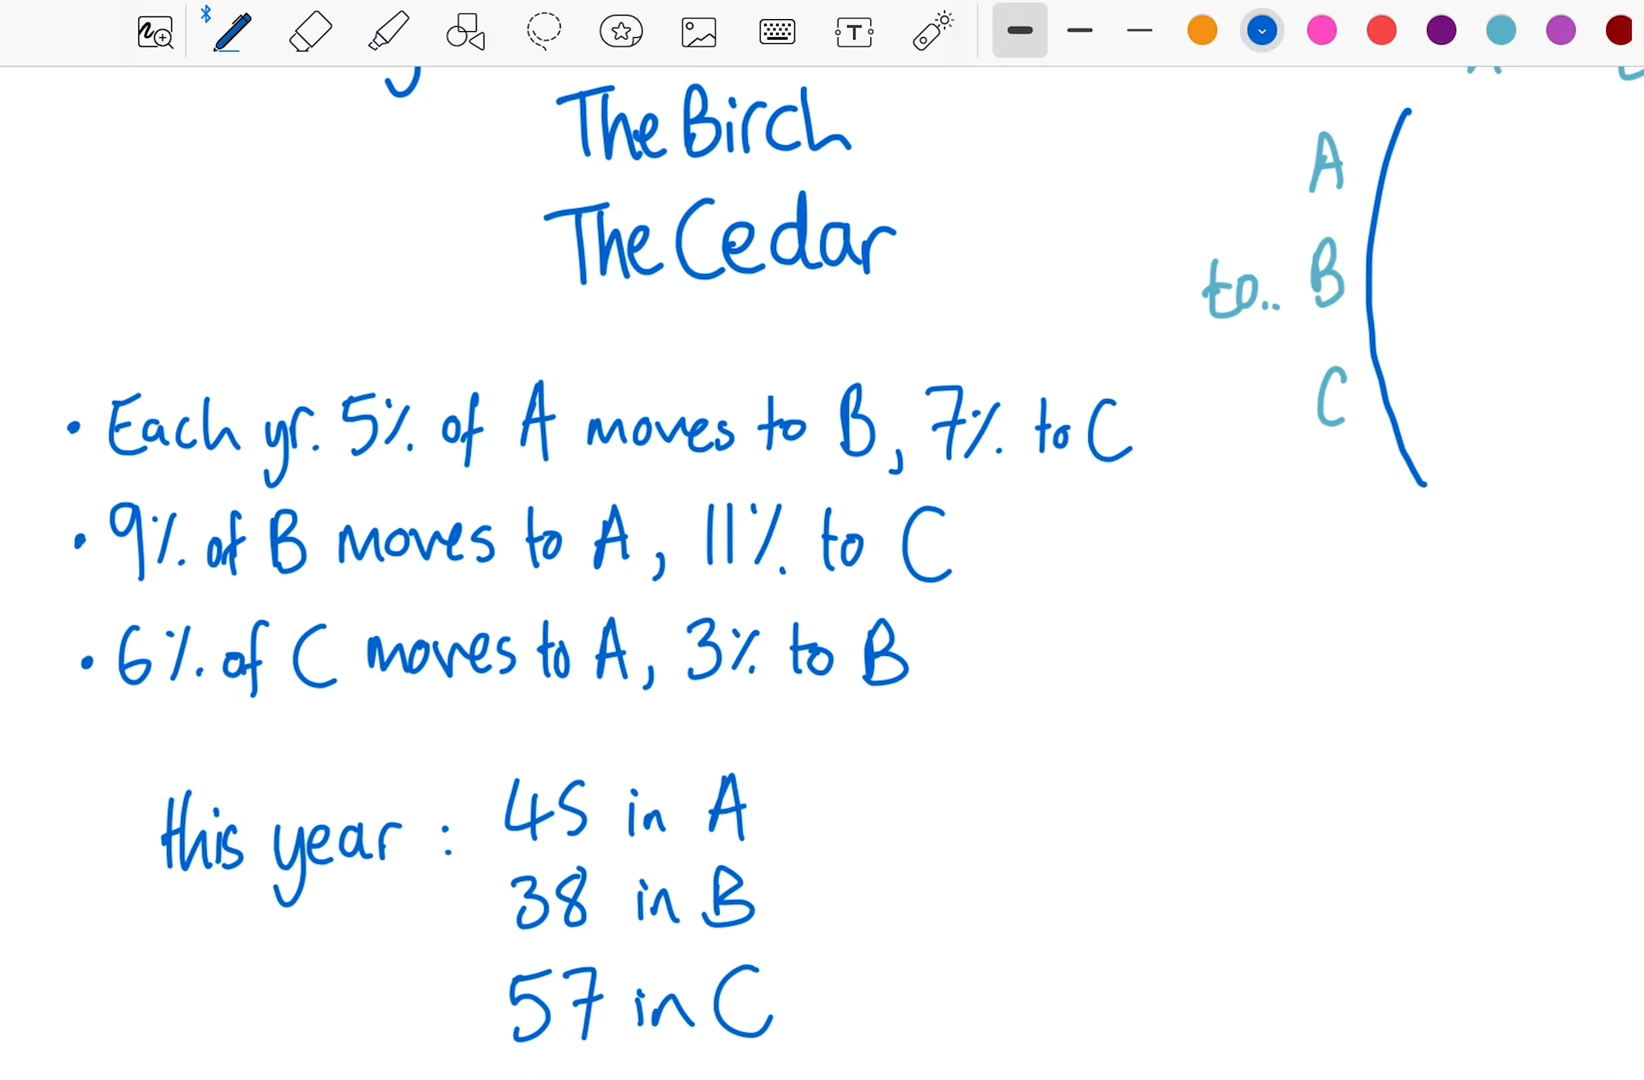 The Birch
The Cedar
A
to.. B
C
• Each yr. 5% of A moves to B, 7% to C
• 9% of B moves to A, 11% to C
• 6% of C moves to A, 3% to B
this year : 45 in A
38 in B
57 in C